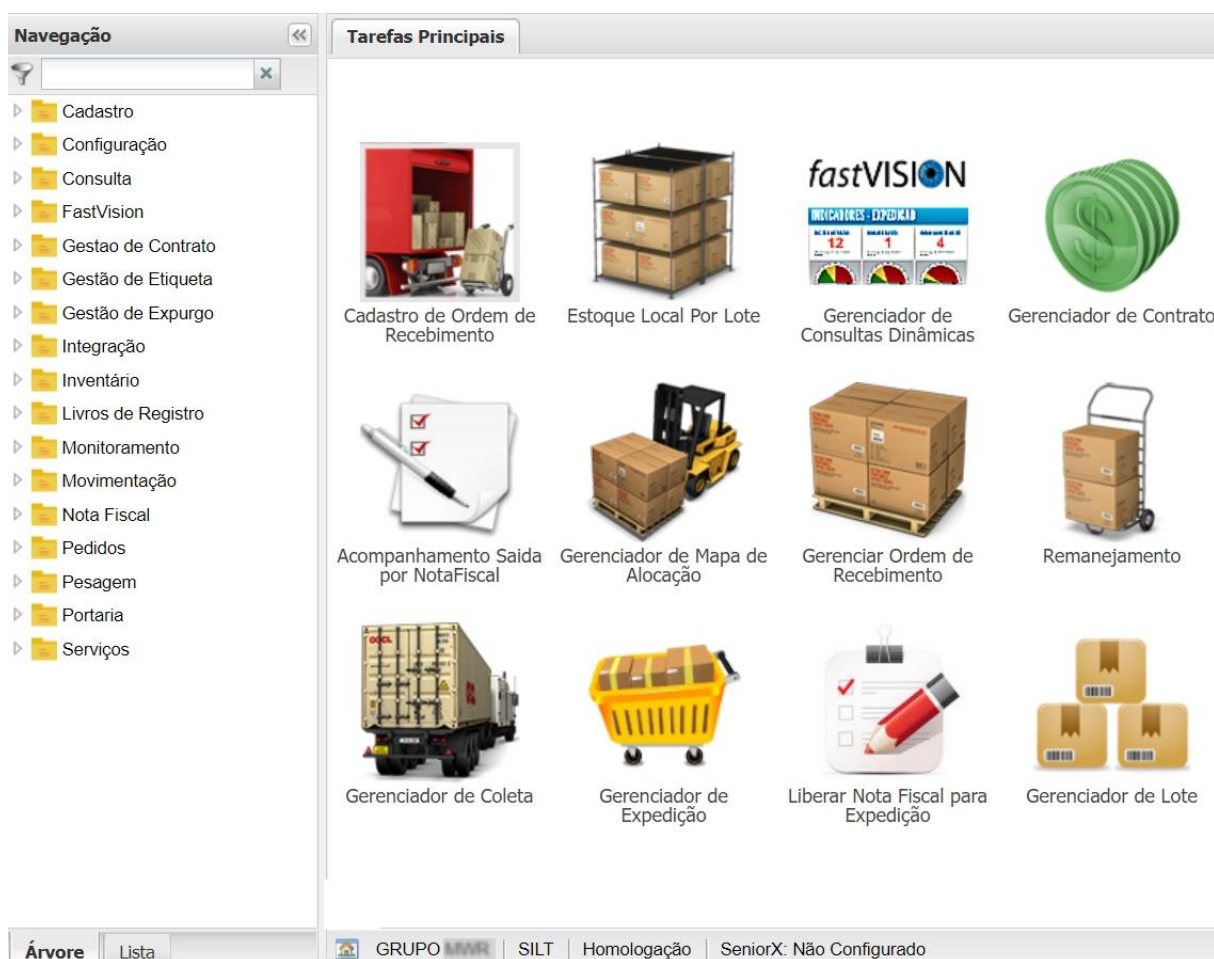 Navegação
Tarefas Principais
Cadastro
Configuração
Consulta
FastVision
Gestao de Contrato
Gestão de Etiqueta
Gestão de Expurgo
Integração
Inventário
Livros de Registro
Monitoramento
Movimentação
Nota Fiscal
Pedidos
Pesagem
Portaria
Serviços
Árvore
Lista
fastVISION
INDICADORES - EXPEDICAO
12
1
4
Cadastro de Ordem de
Recebimento
Estoque Local Por Lote
Gerenciador de
Consultas Dinâmicas
Gerenciador de Contrato
Acompanhamento Saida
por NotaFiscal
Gerenciador de Mapa de
Alocação
Gerenciar Ordem de
Recebimento
Remanejamento
Gerenciador de Coleta
Gerenciador de
Expedição
Liberar Nota Fiscal para
Expedição
Gerenciador de Lote
GRUPO
SILT
Homologação
SeniorX: Não Configurado